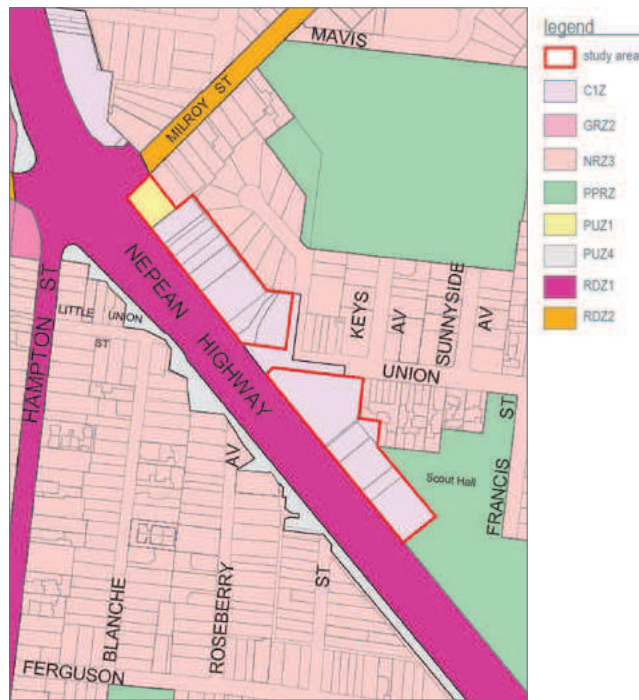 MAVIS
MILROY ST
NEPEAN HIGHWAY
HAMPTON ST
LITTLE UNION
ST
KEYS
AV
SUNNYSIDE
AV
UNION
ST
FRANCIS
Scout Hall
AV
ROSEBERRY
ST
BLANCHE
FERGUSON
legend
study area
C1Z
GRZ2
NRZ3
PPRZ
PUZ1
PUZ4
RDZ1
RDZ2